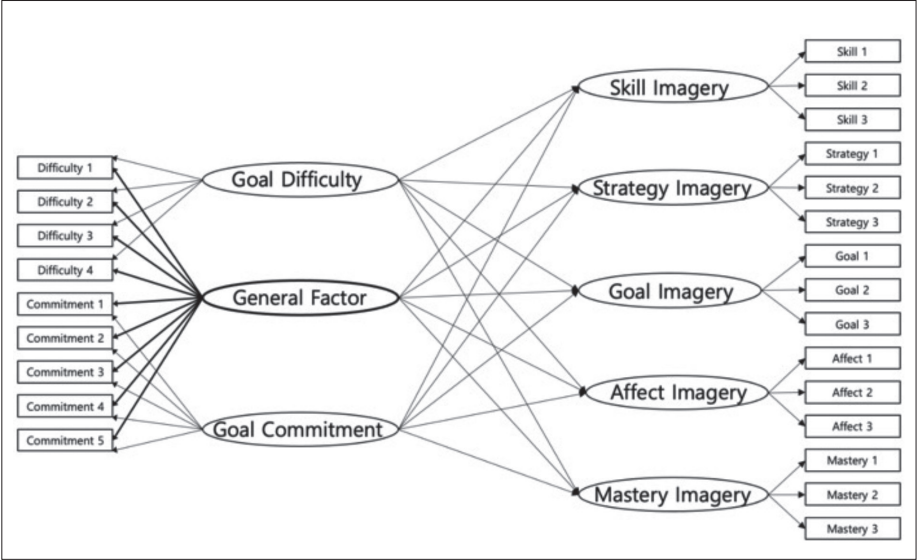 Difficulty 1
Difficulty 2
Difficulty 3
Difficulty 4
Commitment 1
Commitment 2
Commitment 3
Commitment 4
Commitment 5
Goal Difficulty
General Factor
Goal Commitment
Skill Imagery
Strategy Imagery
Goal Imagery
Affect Imagery
Mastery Imagery
Skill 1
Skill 2
Skill 3
Strategy 1
Strategy 2
Strategy 3
Goal 1
Goal 2
Goal 3
Affect 1
Affect 2
Affect 3
Mastery 1
Mastery 2
Mastery 3